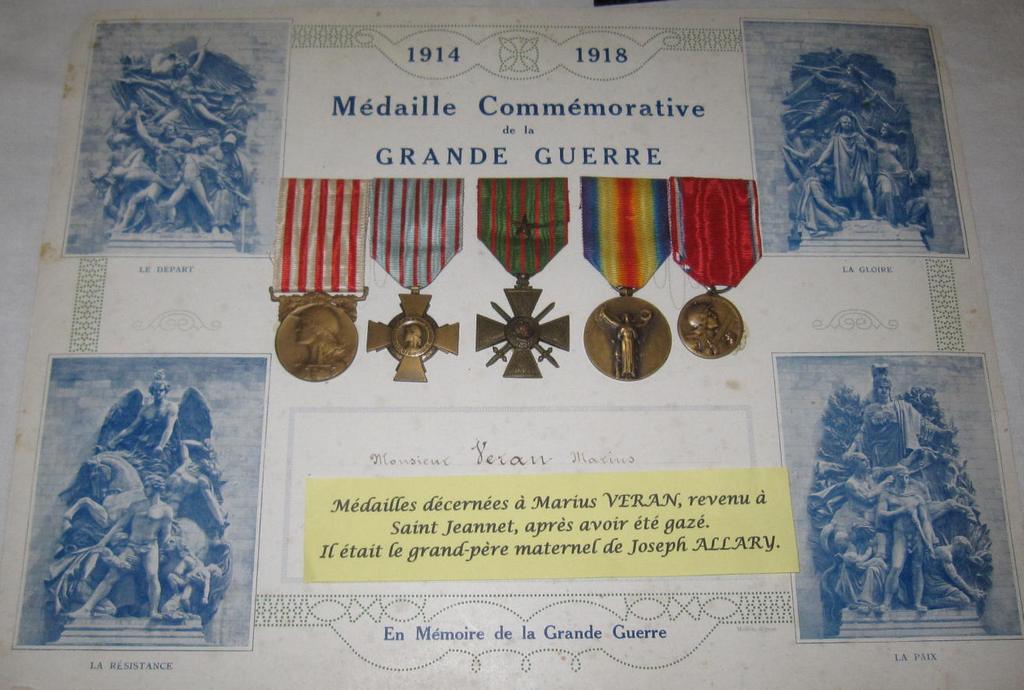 1914 1918
Médaille Commémorative
de la
GRANDE GUERRE
LE DEPART
LA GLOIRE
Monsieur Veran Marius
Médailles décernées à Marius VERAN, revenu à
Saint Jeannet, après avoir été gazé.
Il était le grand-père maternel de Joseph ALLARY.
En Mémoire de la Grande Guerre
LA RÉSISTANCE
LA PAIX